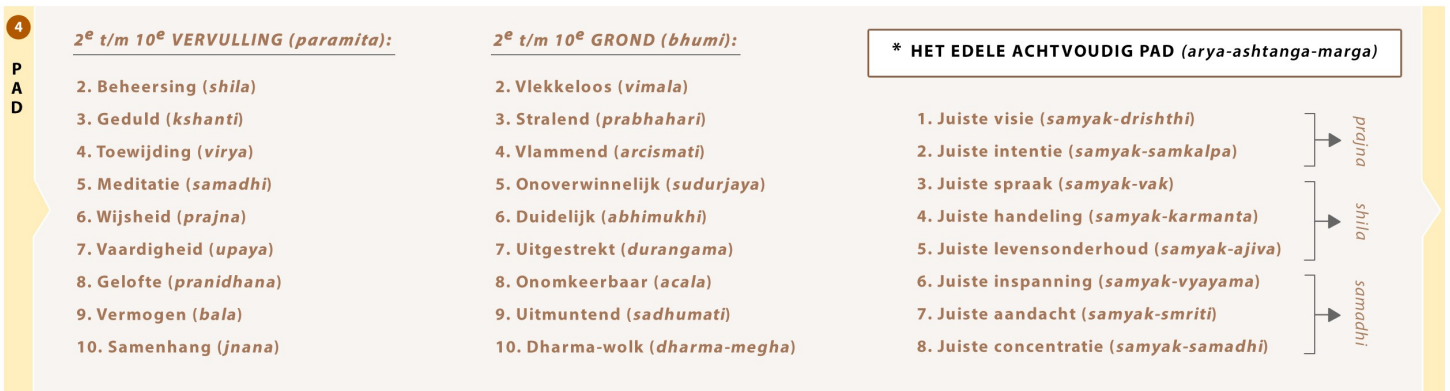 4
PAD
2e t/m 10e VERVULLING (paramita):
2. Beheersing (shila)
3. Geduld (kshanti)
4. Toewijding (virya)
5. Meditatie (samadhi)
6. Wijsheid (prajna)
7. Vaardigheid (upaya)
8. Gelofte (pranidhana)
9. Vermogen (bala)
10. Samenhang (jnana)
2e t/m 10e GROND (bhumi):
2. Vlekkeloos (vimala)
3. Stralend (prabhahari)
4. Vlammend (arcismati)
5. Onoverwinnelijk (sudurjaya)
6. Duidelijk (abhimukhi)
7. Uitgestrekt (durangama)
8. Onomkeerbaar (acala)
9. Uitmuntend (sadhumati)
10. Dharma-wolk (dharma-megha)
* HET EDELE ACHTVOUDIG PAD (arya-ashtanga-marga)
1. Juiste visie (samyak-drishthi)
2. Juiste intentie (samyak-samkalpa)
prajna
3. Juiste spraak (samyak-vak)
4. Juiste handeling (samyak-karmanta)
5. Juiste levensonderhoud (samyak-ajiva)
shila
6. Juiste inspanning (samyak-vyayama)
7. Juiste aandacht (samyak-smriti)
8. Juiste concentratie (samyak-samadhi)
samadhi